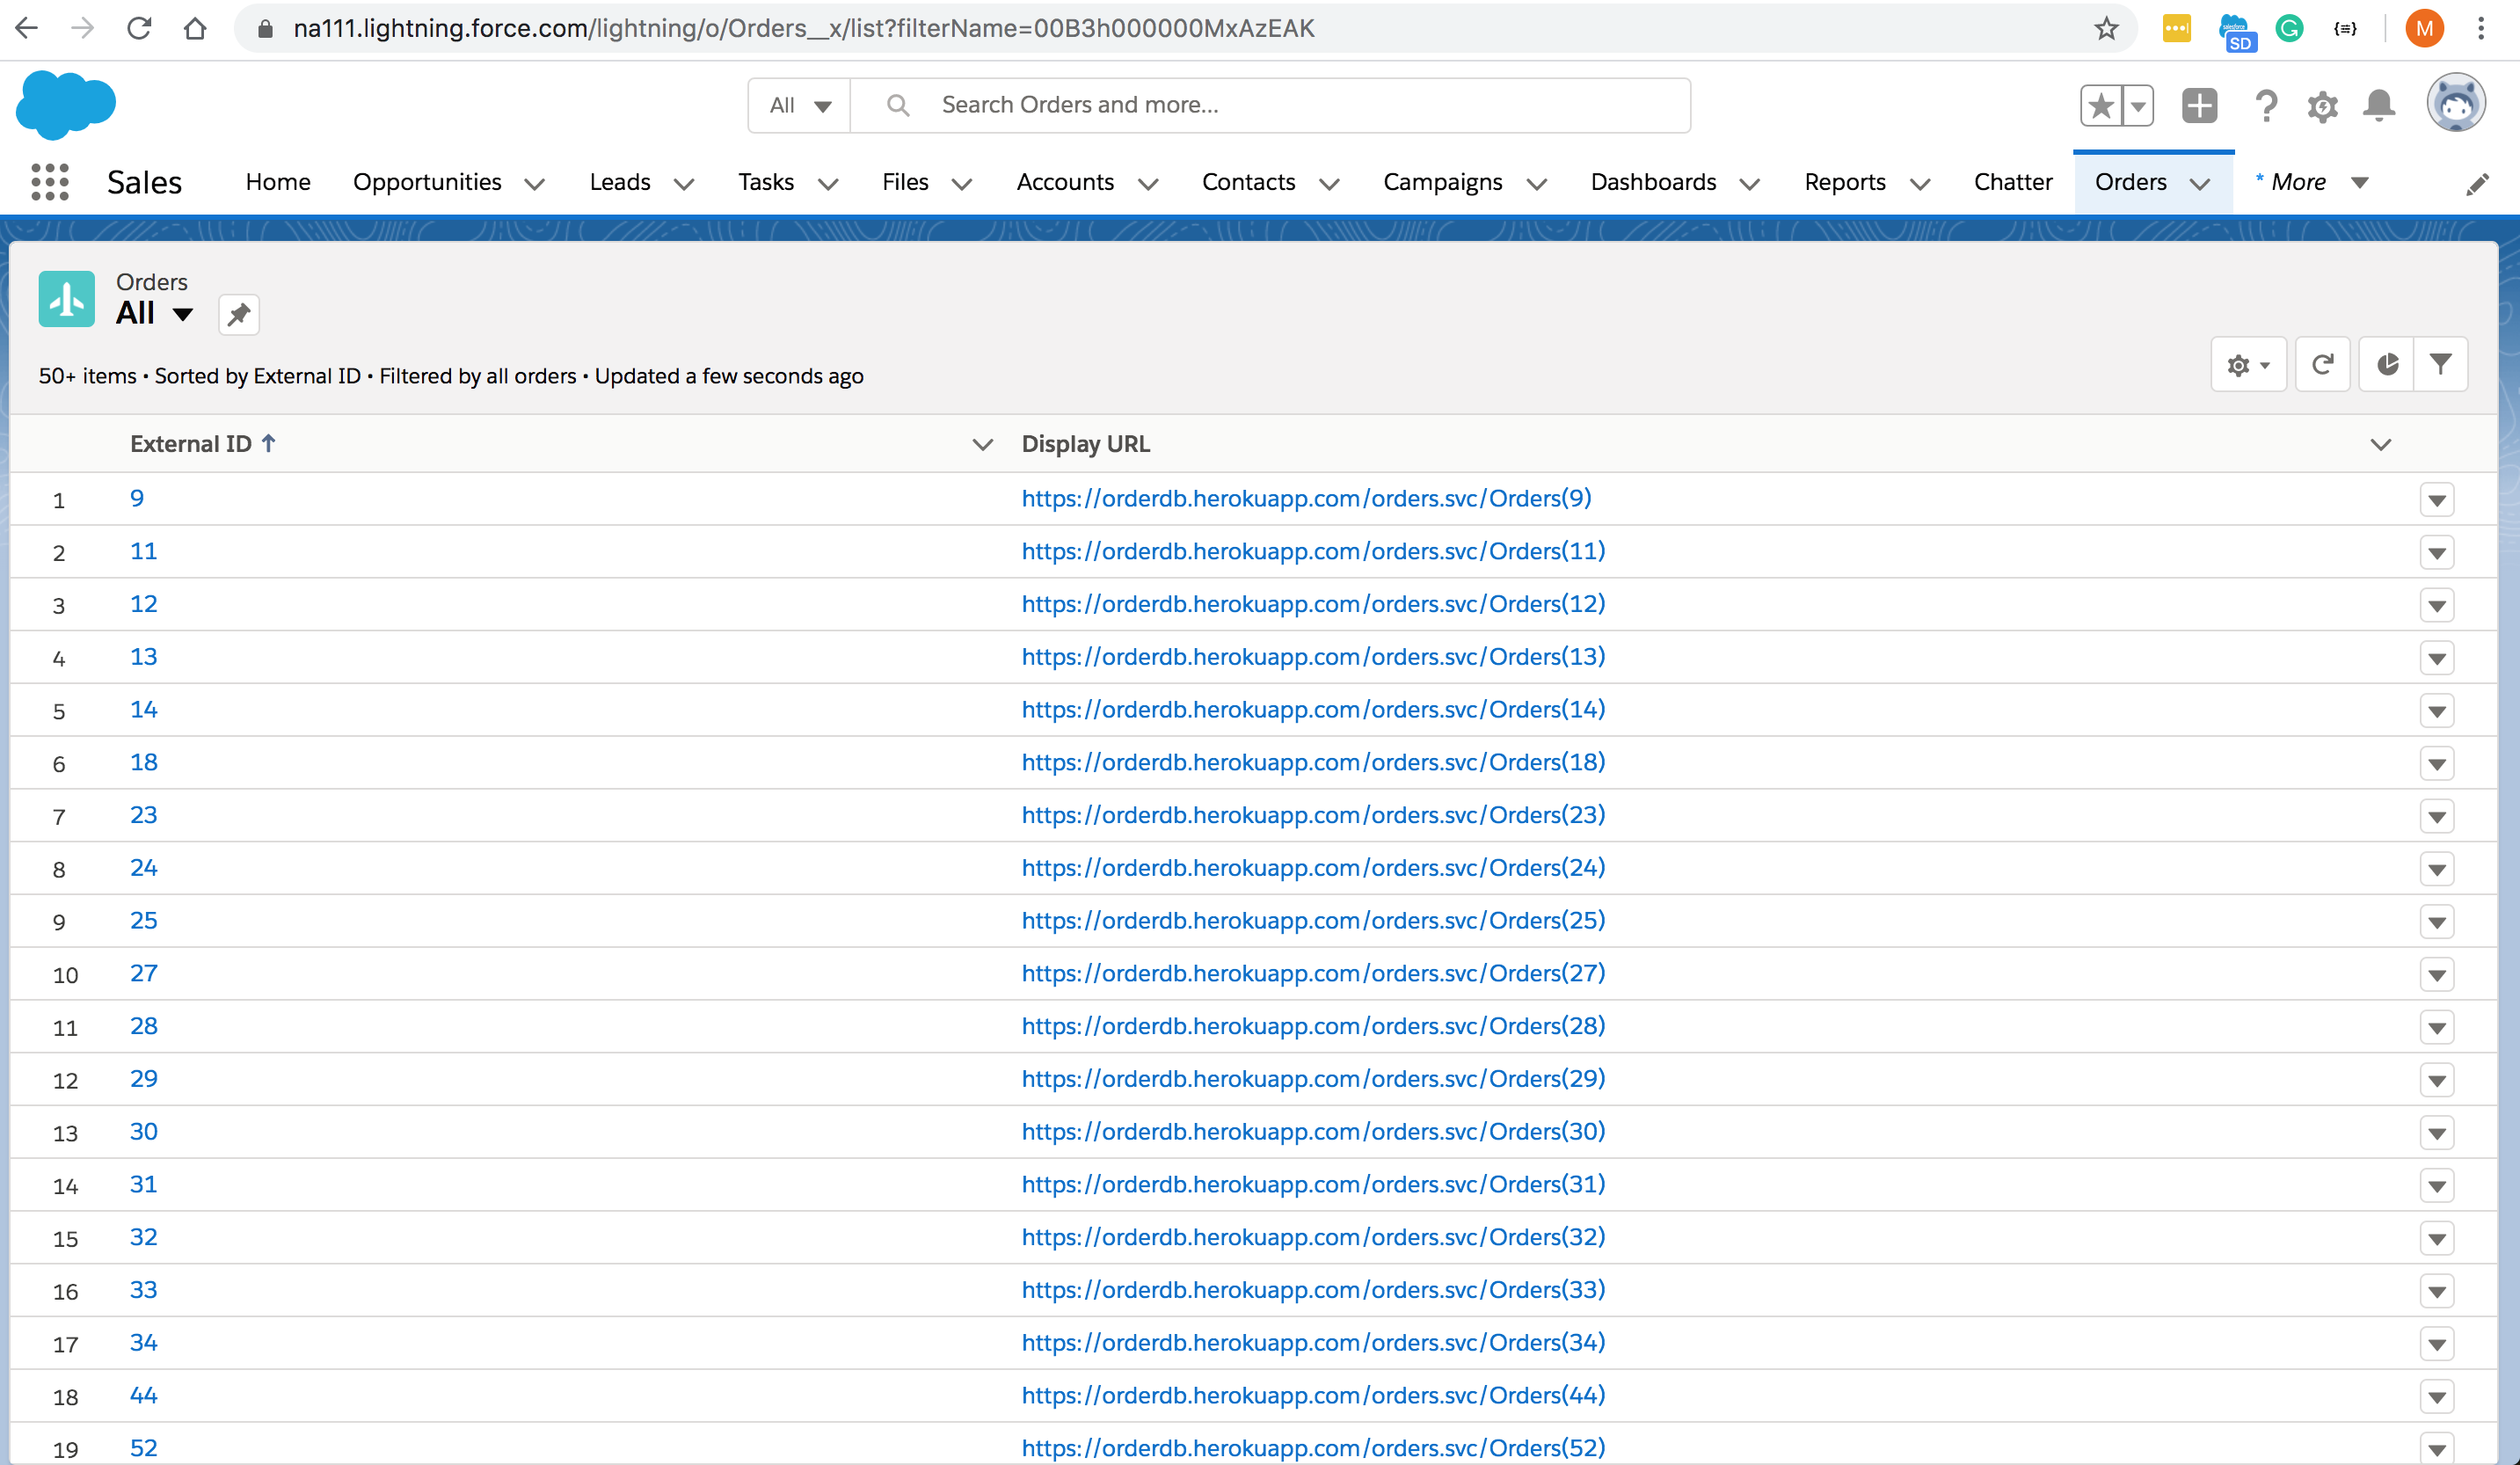 na111.lightning.force.com/lightning/o/Orders__x/list?filterName=00B3h000000MxAzEAK
SD
M
All
Search Orders and more...
Sales
Home
Opportunities
Leads
Tasks
Files
Accounts
Contacts
Campaigns
Dashboards
Reports
Chatter
Orders
* More
Orders
All
50+ items • Sorted by External ID • Filtered by all orders • Updated a few seconds ago
External ID ↑ Display URL
1 9 https://orderdb.herokuapp.com/orders.svc/Orders(9)
2 11 https://orderdb.herokuapp.com/orders.svc/Orders(11)
3 12 https://orderdb.herokuapp.com/orders.svc/Orders(12)
4 13 https://orderdb.herokuapp.com/orders.svc/Orders(13)
5 14 https://orderdb.herokuapp.com/orders.svc/Orders(14)
6 18 https://orderdb.herokuapp.com/orders.svc/Orders(18)
7 23 https://orderdb.herokuapp.com/orders.svc/Orders(23)
8 24 https://orderdb.herokuapp.com/orders.svc/Orders(24)
9 25 https://orderdb.herokuapp.com/orders.svc/Orders(25)
10 27 https://orderdb.herokuapp.com/orders.svc/Orders(27)
11 28 https://orderdb.herokuapp.com/orders.svc/Orders(28)
12 29 https://orderdb.herokuapp.com/orders.svc/Orders(29)
13 30 https://orderdb.herokuapp.com/orders.svc/Orders(30)
14 31 https://orderdb.herokuapp.com/orders.svc/Orders(31)
15 32 https://orderdb.herokuapp.com/orders.svc/Orders(32)
16 33 https://orderdb.herokuapp.com/orders.svc/Orders(33)
17 34 https://orderdb.herokuapp.com/orders.svc/Orders(34)
18 44 https://orderdb.herokuapp.com/orders.svc/Orders(44)
19 52 https://orderdb.herokuapp.com/orders.svc/Orders(52)